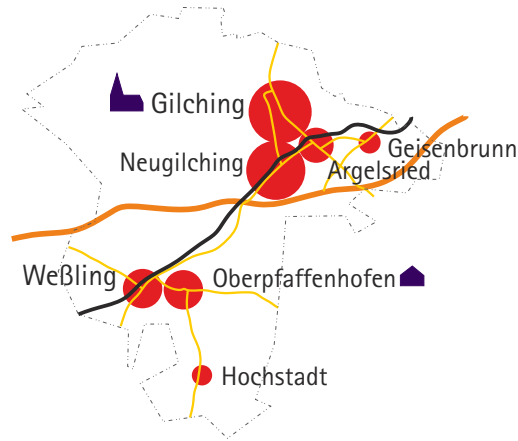 Gilching
Geisenbrunn
Neugilching
Argelsried
Weßling
Oberpfaffenhofen
Hochstadt